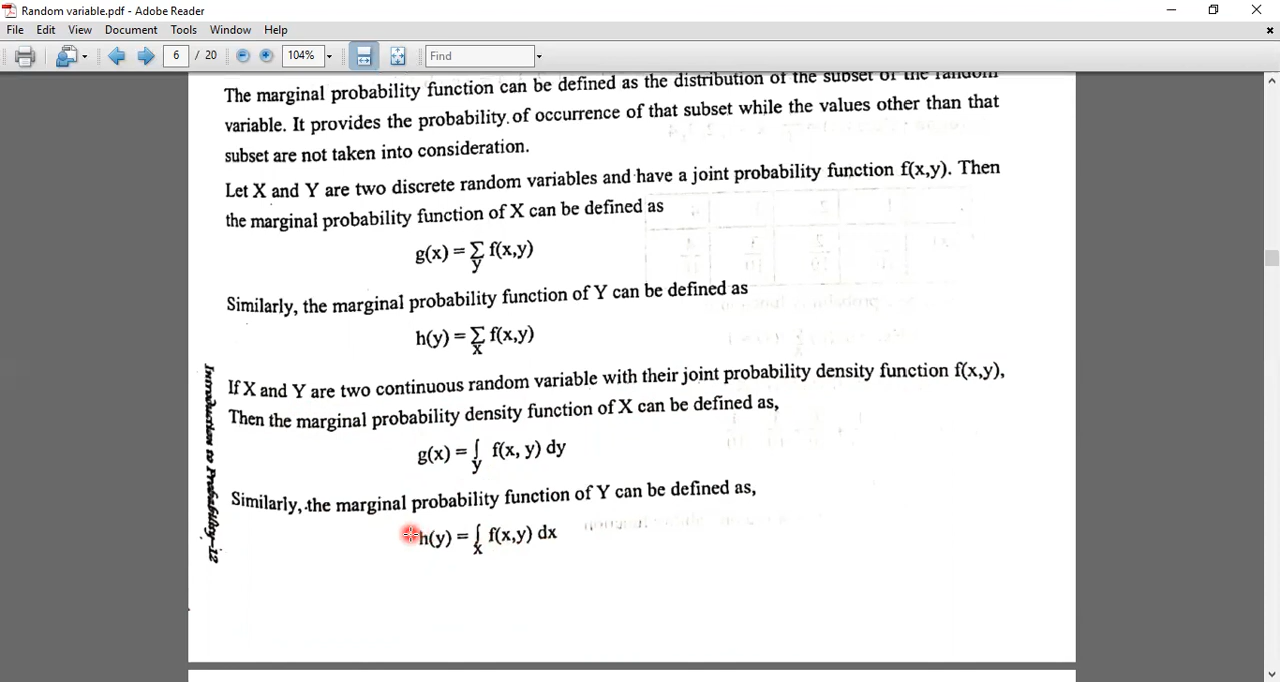 Random variable.pdf - Adobe Reader
File Edit View Document Tools Window Help
6 / 20 104% Find
The marginal probability function can be defined as the distribution of the subset of the random
variable. It provides the probability of occurrence of that subset while the values other than that
subset are not taken into consideration.
Let X and Y are two discrete random variables and have a joint probability function f(x,y). Then
the marginal probability function of X can be defined as
g(x) = ∑ f(x,y)
y
Similarly, the marginal probability function of Y can be defined as
h(y) = ∑ f(x,y)
x
If X and Y are two continuous random variable with their joint probability density function f(x,y),
Then the marginal probability density function of X can be defined as,
g(x) = ∫ f(x, y) dy
y
Similarly, the marginal probability function of Y can be defined as,
h(y) = ∫ f(x,y) dx
x
Introduction to Probability–12